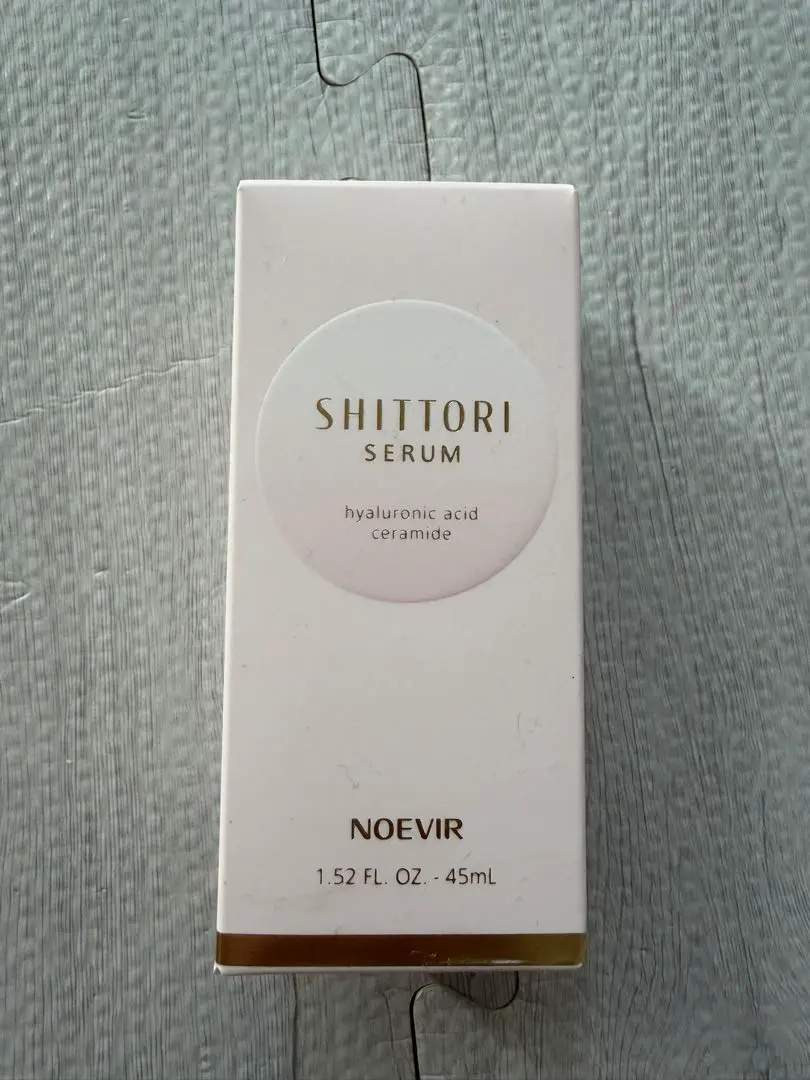 SHITTORI
SERUM
hyaluronic acid
ceramide
NOEVIR
1.52 FL. OZ. - 45mL